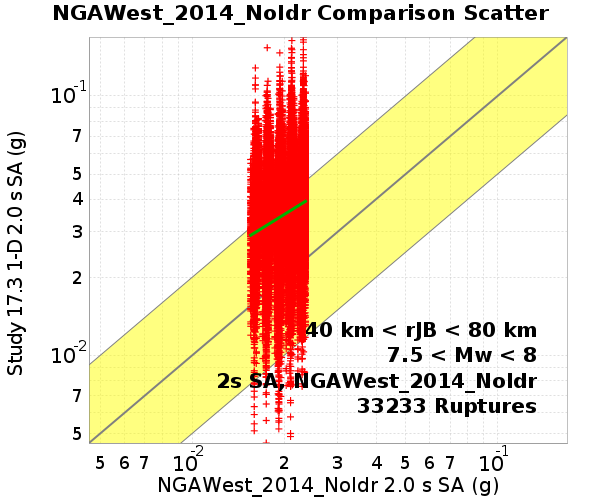 NGAWest_2014_NoIdr Comparison Scatter
Study 17.3 1-D 2.0 s SA (g)
10-1
7
5
4
3
2
10-2
7
5
40 km < rJB < 80 km
7.5 < Mw < 8
2s SA, NGAWest_2014_NoIdr
33233 Ruptures
5 6 7 10-2 2 3 4 5 6 7 10-1
NGAWest_2014_NoIdr 2.0 s SA (g)